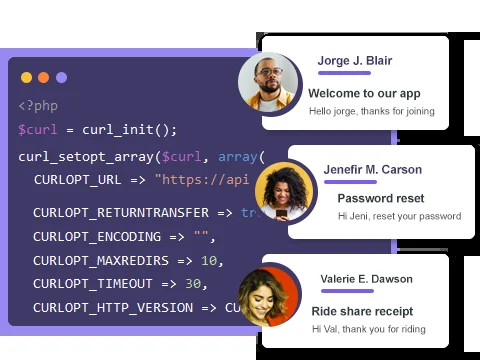 <?php
$curl = curl_init();
curl_setopt_array($curl, array(
CURLOPT_URL => "https://api
CURLOPT_RETURNTRANSFER =>
CURLOPT_ENCODING => "",
CURLOPT_MAXREDIRS => 10,
CURLOPT_TIMEOUT => 30,
CURLOPT_HTTP_VERSION => CU
Jorge J. Blair
Welcome to our app
Hello jorge, thanks for joining
Jenefir M. Carson
Password reset
Hi Jeni, reset your password
Valerie E. Dawson
Ride share receipt
Hi Val, thank you for riding